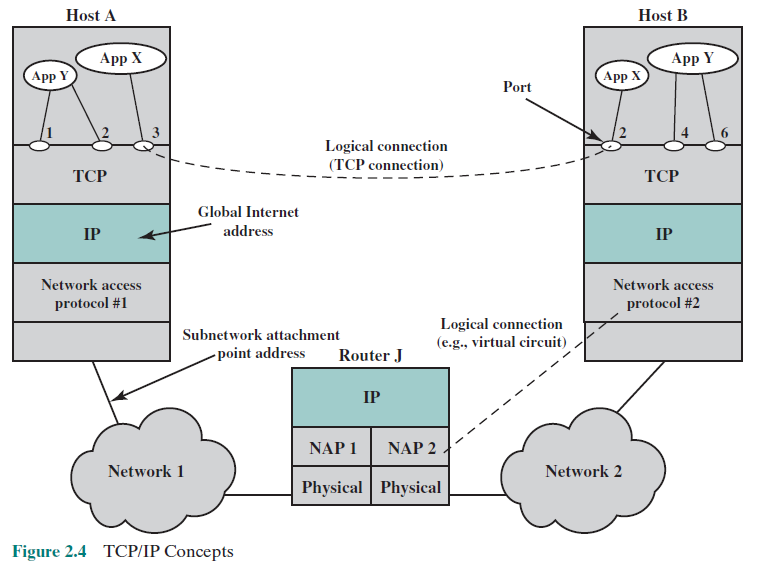 Host A
Host B
App X
App Y
App Y
App X
Port
1
2
3
2
4
6
Logical connection
(TCP connection)
TCP
TCP
Global Internet
address
IP
IP
Network access
protocol #1
Network access
protocol #2
Subnetwork attachment
point address
Logical connection
(e.g., virtual circuit)
Router J
IP
NAP 1
NAP 2
Network 1
Physical
Physical
Network 2
Figure 2.4 TCP/IP Concepts